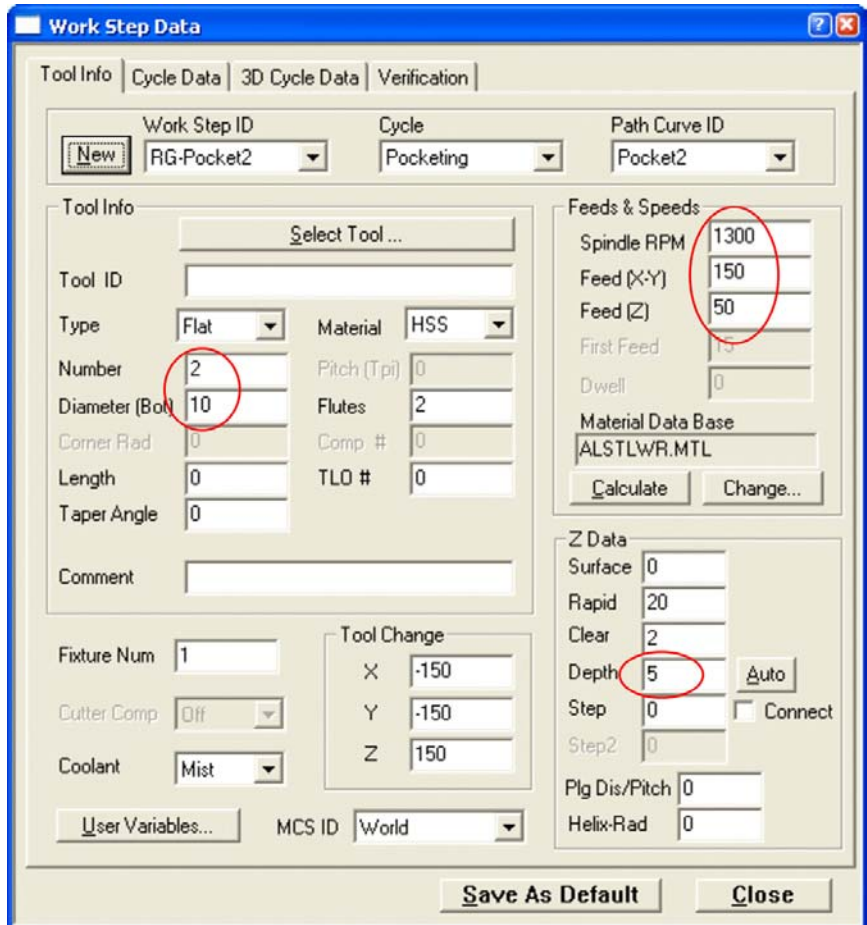 Work Step Data
Tool Info Cycle Data 3D Cycle Data Verification
Work Step ID Cycle Path Curve ID
New RG-Pocket2 Pocketing Pocket2
Tool Info
Select Tool ...
Tool ID
Type Flat Material HSS
Number 2 Pitch (Tpi) 0
Diameter (Bot) 10 Flutes 2
Corner Rad 0 Comp # 0
Length 0 TLO # 0
Taper Angle 0
Comment
Feeds & Speeds
Spindle RPM 1300
Feed (X-Y) 150
Feed (Z) 50
First Feed 15
Dwell 0
Material Data Base
ALSTLWR.MTL
Calculate Change...
Z Data
Surface 0
Rapid 20
Clear 2
Depth 5 Auto
Step 0 Connect
Step2 0
Plg Dis/Pitch 0
Helix-Rad 0
Fixture Num 1
Cutter Comp Off
Coolant Mist
Tool Change
X -150
Y -150
Z 150
User Variables... MCS ID World
Save As Default Close